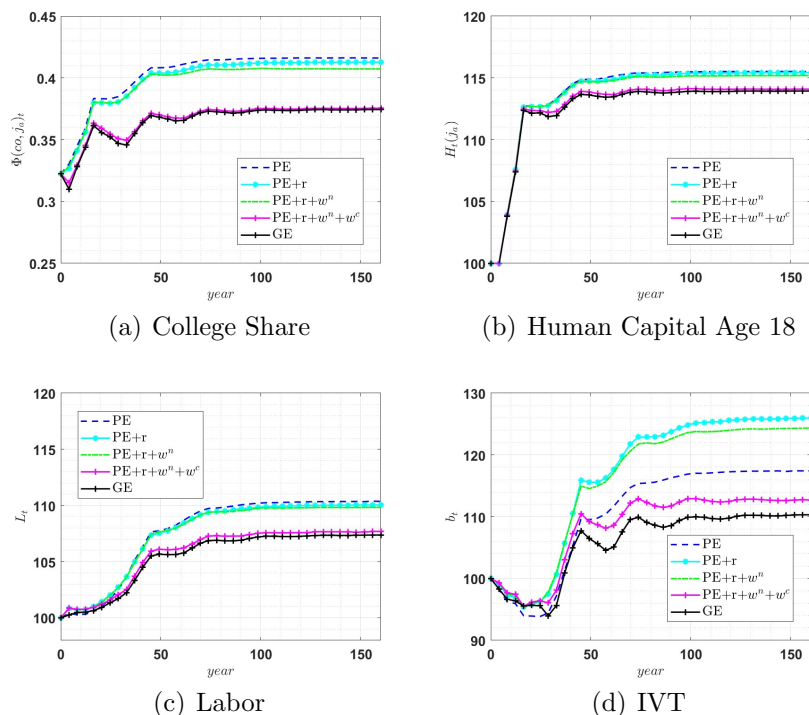 0.45
0.4
0.35
0.3
0.25
Φ(co, j_a)_t
PE
PE+r
PE+r+w^n
PE+r+w^n+w^c
GE
0 50 100 150
year
(a) College Share
120
115
110
105
100
H_t(j_a)
PE
PE+r
PE+r+w^n
PE+r+w^n+w^c
GE
0 50 100 150
year
(b) Human Capital Age 18
120
115
110
105
100
L_t
PE
PE+r
PE+r+w^n
PE+r+w^n+w^c
GE
0 50 100 150
year
(c) Labor
130
120
110
100
90
b_t
PE
PE+r
PE+r+w^n
PE+r+w^n+w^c
GE
0 50 100 150
year
(d) IVT